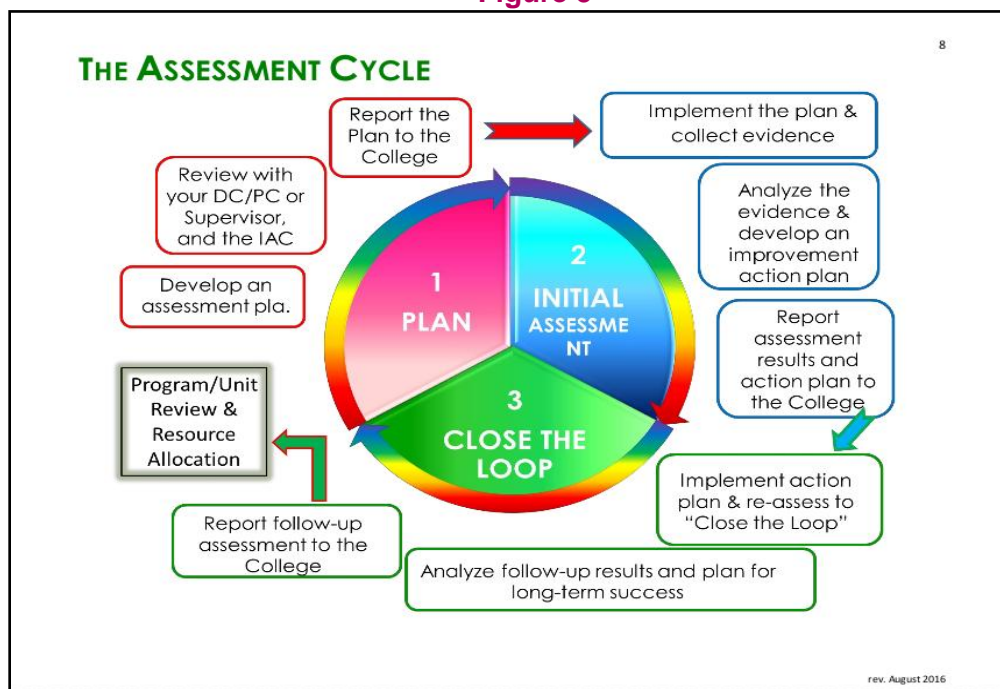 8
THE ASSESSMENT CYCLE
Report the
Plan to the
College
Implement the plan &
collect evidence
Review with
your DC/PC or
Supervisor,
and the IAC
Analyze the
evidence &
develop an
improvement
action plan
Develop an
assessment pla.
1
PLAN
2
INITIAL
ASSESSME
NT
Report
assessment
results and
action plan to
the College
3
CLOSE THE
LOOP
Program/Unit
Review &
Resource
Allocation
Implement action
plan & re-assess to
“Close the Loop”
Report follow-up
assessment to the
College
Analyze follow-up results and plan for
long-term success
rev. August 2016